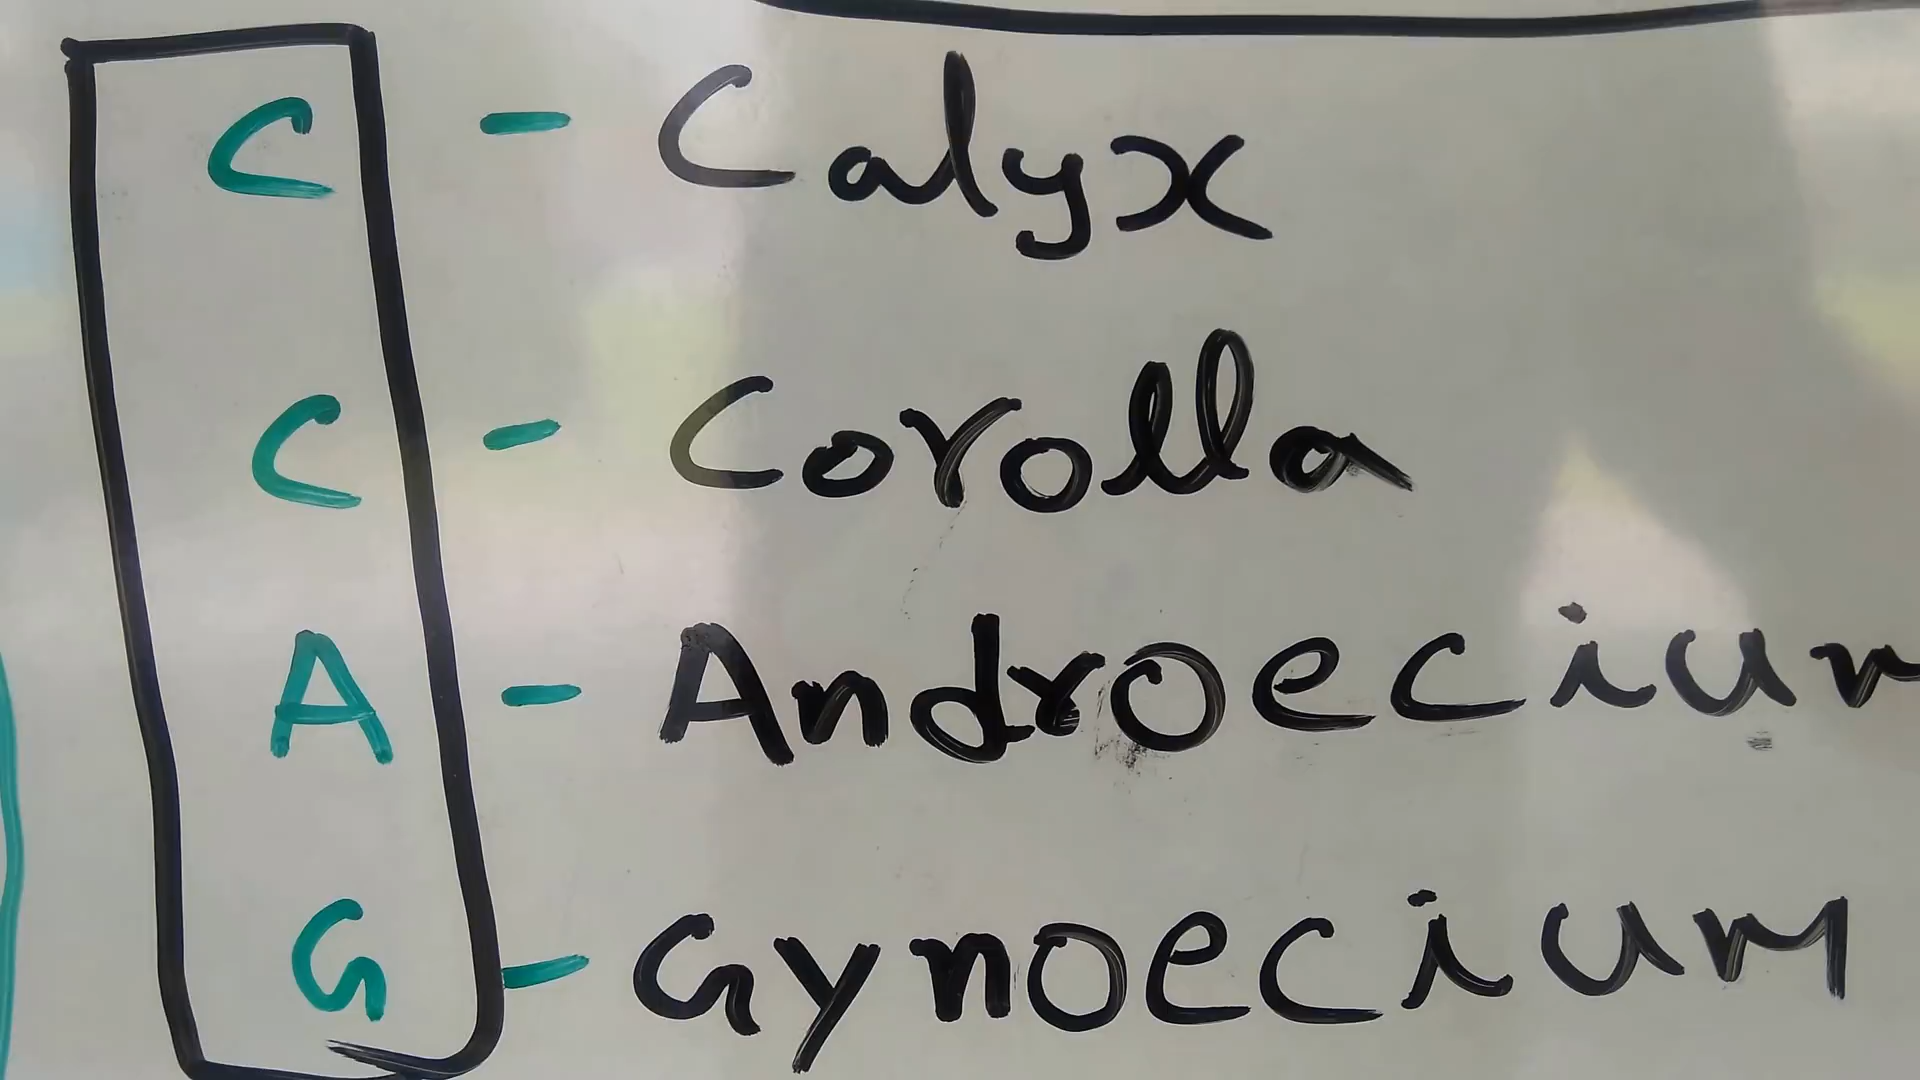 C - Calyx
C - Corolla
A - Androecium
G - Gynoecium